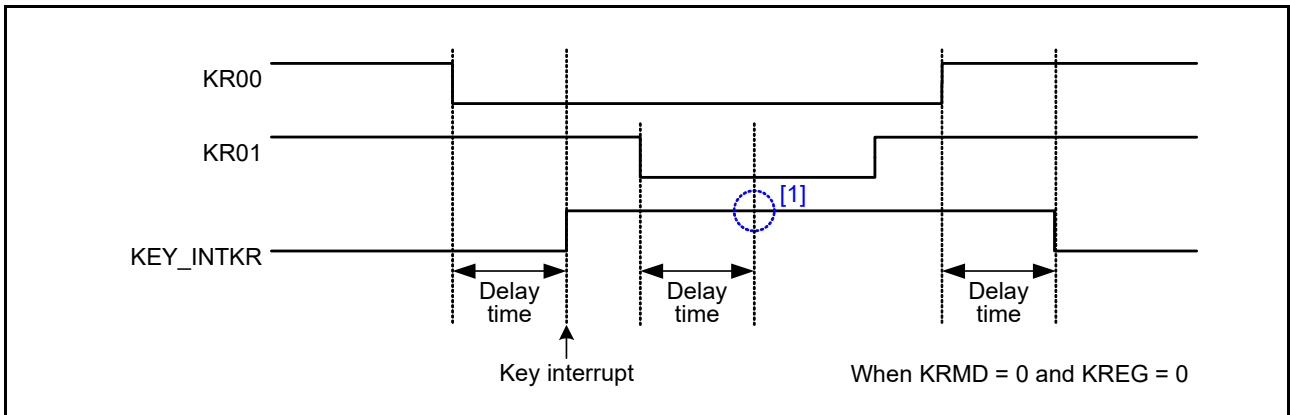 KR00
KR01
[1]
KEY_INTKR
Delay
time
Delay
time
Delay
time
Key interrupt
When KRMD = 0 and KREG = 0